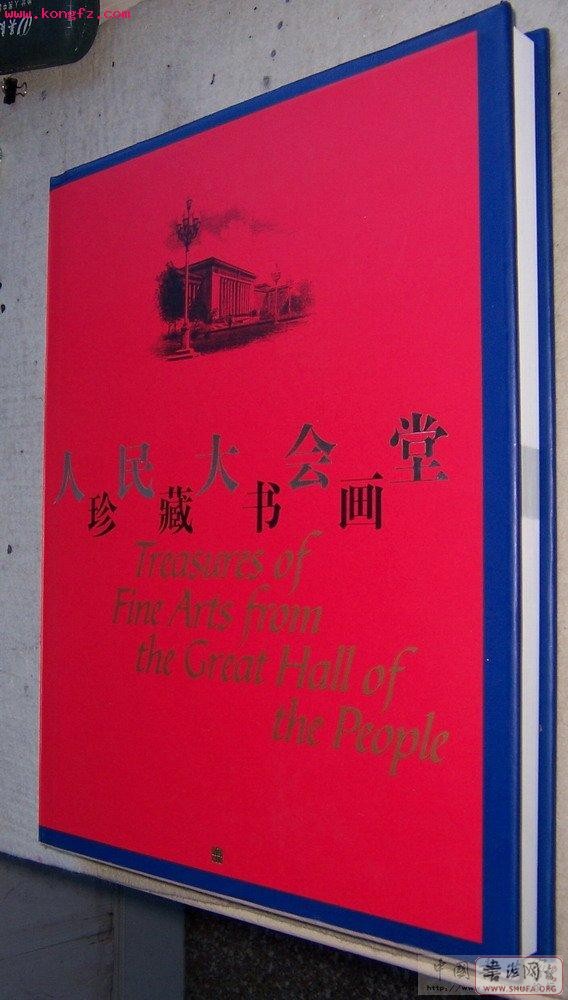 www.kongfz.com
人民大会堂
珍藏书画
Treasures of
Fine Arts from
the Great Hall of
the People
中国书法网
http://www.SHUFA.ORG